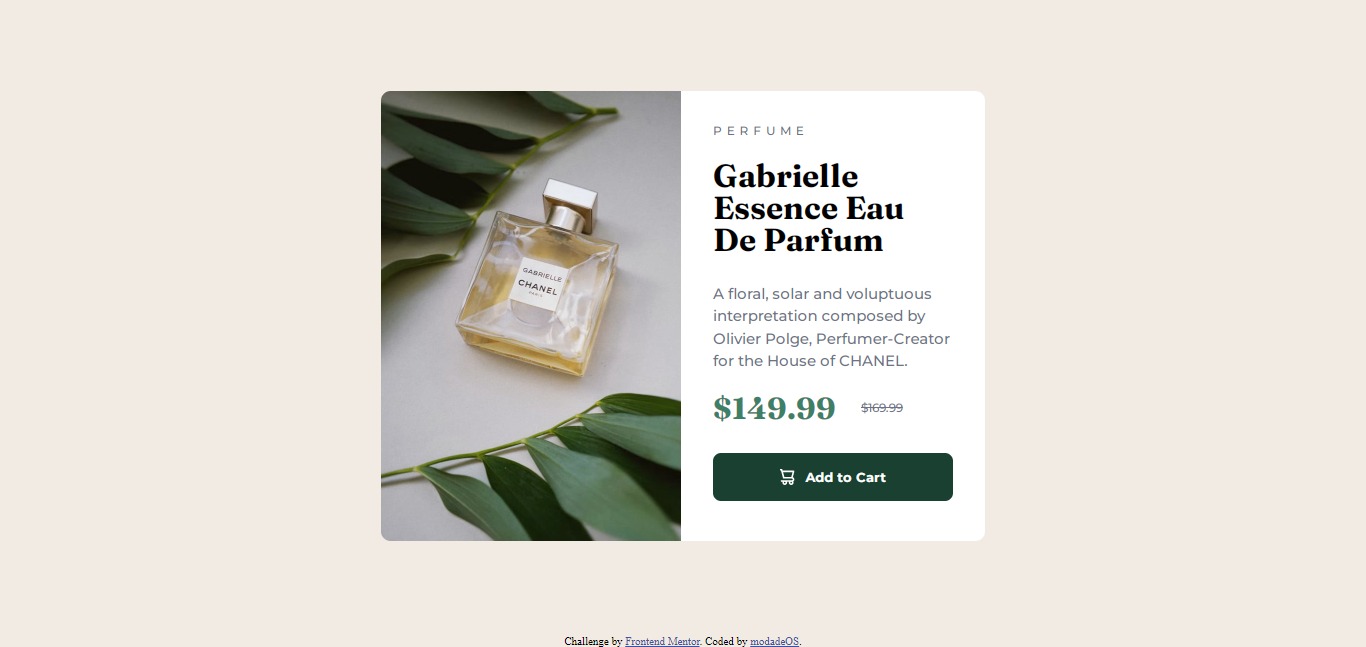 GABRIELLE
CHANEL
PARIS
PERFUME
Gabrielle
Essence Eau
De Parfum
A floral, solar and voluptuous
interpretation composed by
Olivier Polge, Perfumer-Creator
for the House of CHANEL.
$149.99 $169.99
Add to Cart
Challenge by Frontend Mentor. Coded by modadeOS.